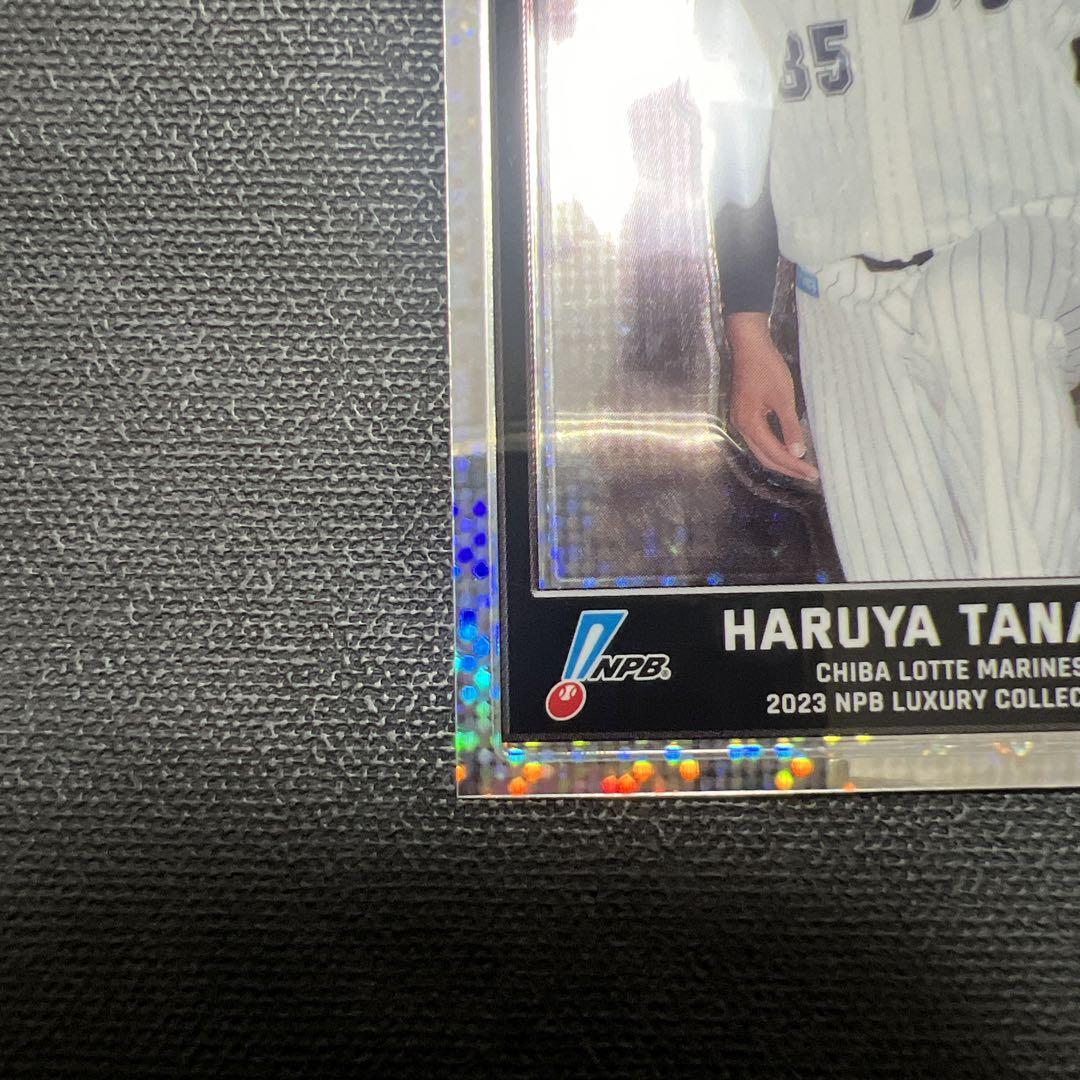 35
HARUYA TANA
CHIBA LOTTE MARINES
2023 NPB LUXURY COLLEC
NPB